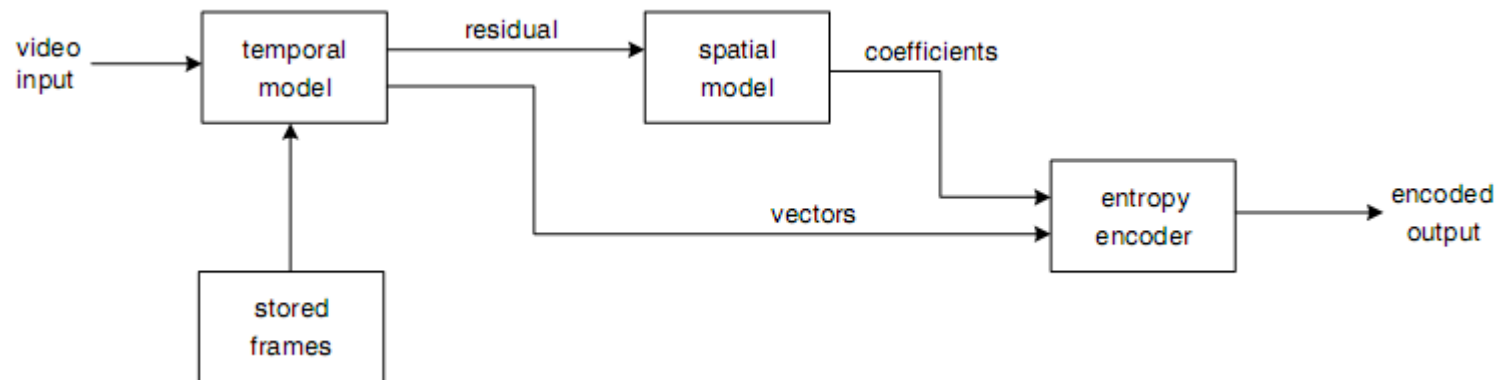 video
input
temporal
model
residual
spatial
model
coefficients
vectors
entropy
encoder
encoded
output
stored
frames